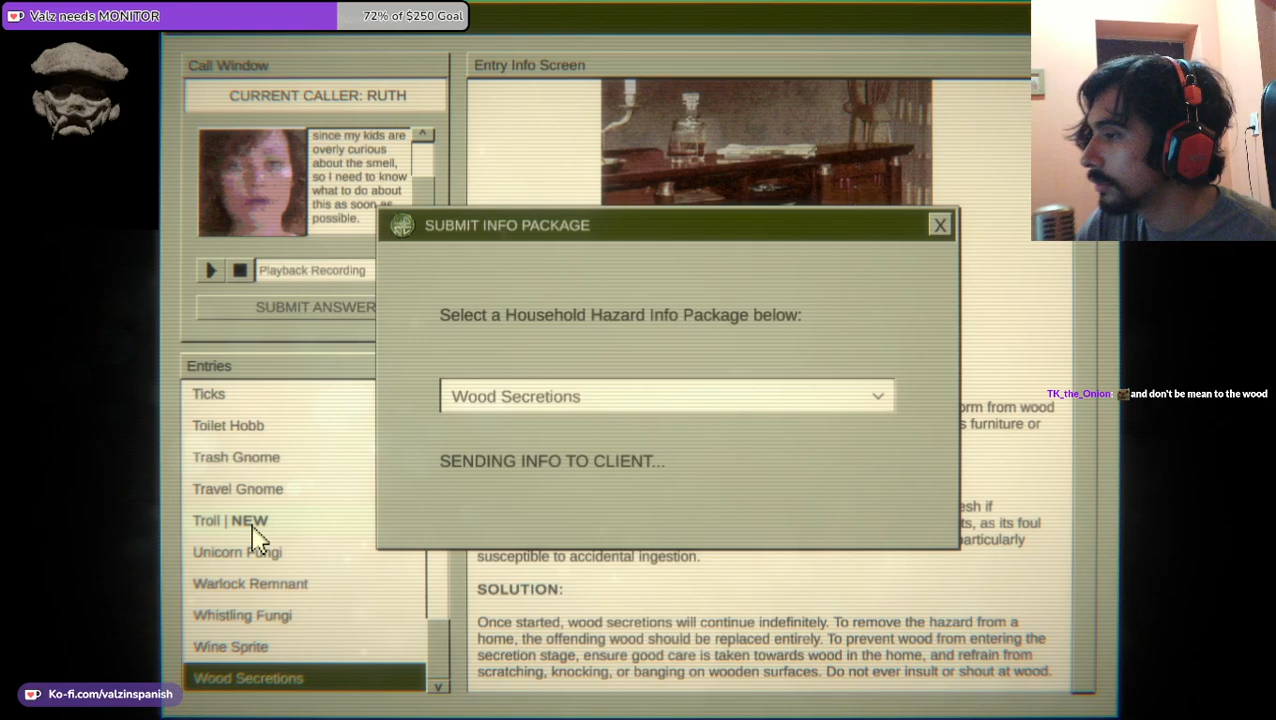 Valz needs MONITOR
72% of $250 Goal
Call Window
CURRENT CALLER: RUTH
since my kids are
overly curious
about the smell,
so I need to know
what to do about
this as soon as
possible.
Playback Recording
SUBMIT ANSWER
Entries
Ticks
Toilet Hobb
Trash Gnome
Travel Gnome
Troll | NEW
Unicorn Fungi
Warlock Remnant
Whistling Fungi
Wine Sprite
Wood Secretions
Ko-fi.com/valzinspanish
Entry Info Screen
SUBMIT INFO PACKAGE
X
Select a Household Hazard Info Package below:
Wood Secretions
SENDING INFO TO CLIENT...
orm from wood
s furniture or
esh if
ts, as its foul
particularly
susceptible to accidental ingestion.
SOLUTION:
Once started, wood secretions will continue indefinitely. To remove the hazard from a
home, the offending wood should be replaced entirely. To prevent wood from entering the
secretion stage, ensure good care is taken towards wood in the home, and refrain from
scratching, knocking, or banging on wooden surfaces. Do not ever insult or shout at wood.
TK_the_Onion: and don't be mean to the wood